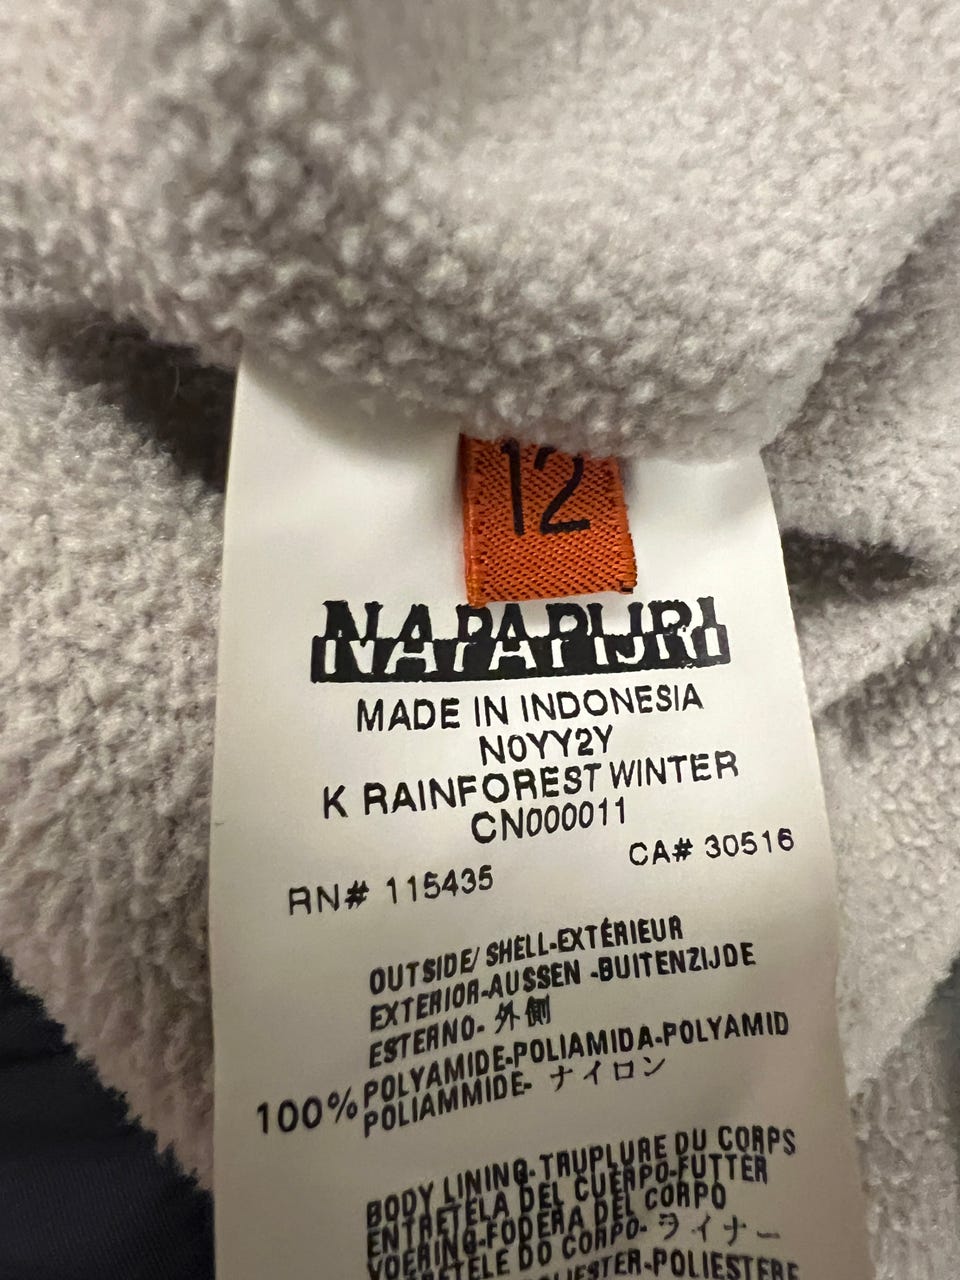 12
NAPAPIJRI
MADE IN INDONESIA
N0YY2Y
K RAINFOREST WINTER
CN000011
RN# 115435
CA# 30516
OUTSIDE/ SHELL-EXTÉRIEUR
EXTERIOR-AUSSEN -BUITENZIJDE
ESTERNO- 外側
100% POLYAMIDE-POLIAMIDA-POLYAMID
POLIAMMIDE- ナイロン
BODY LINING- TRUPLURE DU CORPS
ENTRETELA DEL CUERPO-FUTTER
VOERING-FODERA DEL CORPO
DO CORPO- ライナー
-POLIESTERE